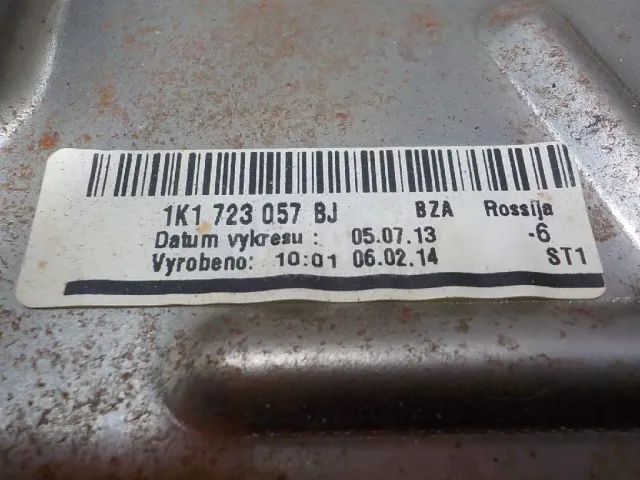 1K1 723 057 BJ BZA Rossija
Datum vykresu : 05.07.13 -6
Vyrobeno: 10:01 06.02.14 ST1